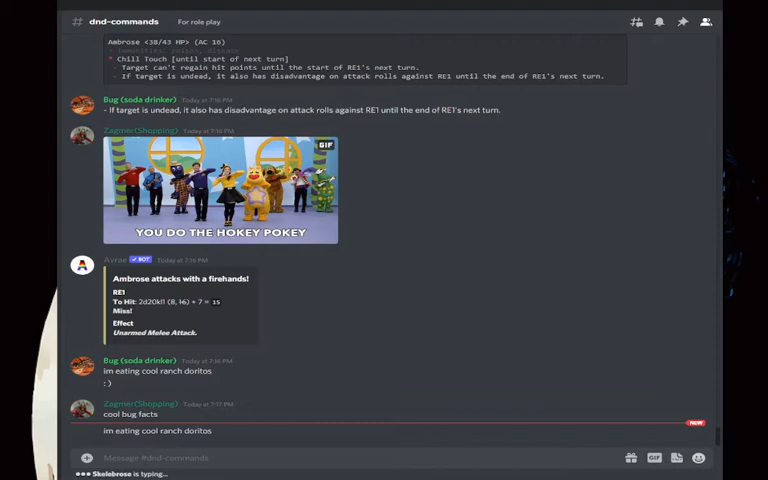 # dnd-commands For role play
Ambrose <38/43 HP> (AC 16)
- Immunities: poison, disease
* Chill Touch [until start of next turn]
- Target can't regain hit points until the start of RE1's next turn.
- If target is undead, it also has disadvantage on attack rolls against RE1 until the end of RE1's next turn.
Bug (soda drinker) Today at 7:16 PM
- If target is undead, it also has disadvantage on attack rolls against RE1 until the end of RE1's next turn.
Zagmer(Shopping) Today at 7:16 PM
GIF
YOU DO THE HOKEY POKEY
Avrae ✓ BOT Today at 7:16 PM
Ambrose attacks with a firehands!
RE1
To Hit: 2d20kl1 (8, 16) + 7 = 15
Miss!
Effect
Unarmed Melee Attack.
Bug (soda drinker) Today at 7:16 PM
im eating cool ranch doritos
: )
Zagmer(Shopping) Today at 7:17 PM
cool bug facts
NEW
im eating cool ranch doritos
Message #dnd-commands
GIF
Skelebrose is typing...